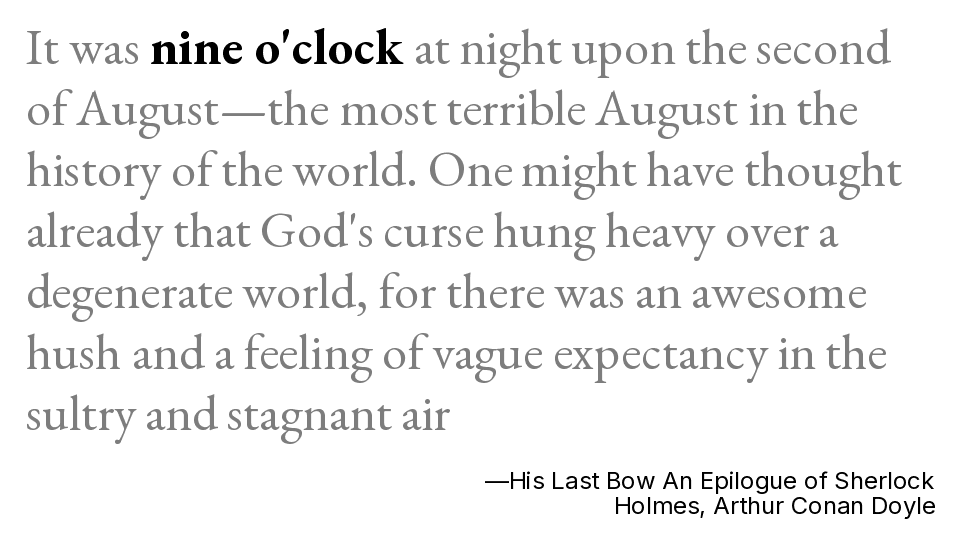 It was nine o'clock at night upon the second
of August—the most terrible August in the
history of the world. One might have thought
already that God's curse hung heavy over a
degenerate world, for there was an awesome
hush and a feeling of vague expectancy in the
sultry and stagnant air
—His Last Bow An Epilogue of Sherlock
Holmes, Arthur Conan Doyle